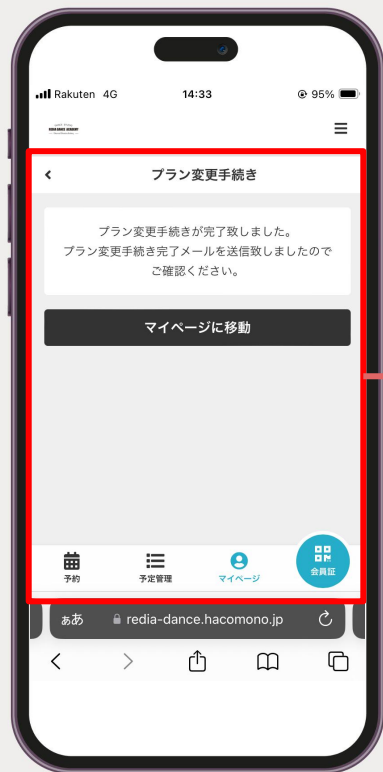 Rakuten 4G 14:33 95%
REDIA DANCE ACADEMY
プラン変更手続き
プラン変更手続きが完了致しました。
プラン変更手続き完了メールを送信致しましたので
ご確認ください。
マイページに移動
予約 予定管理 マイページ 会員証
ぁあ redia-dance.hacomono.jp